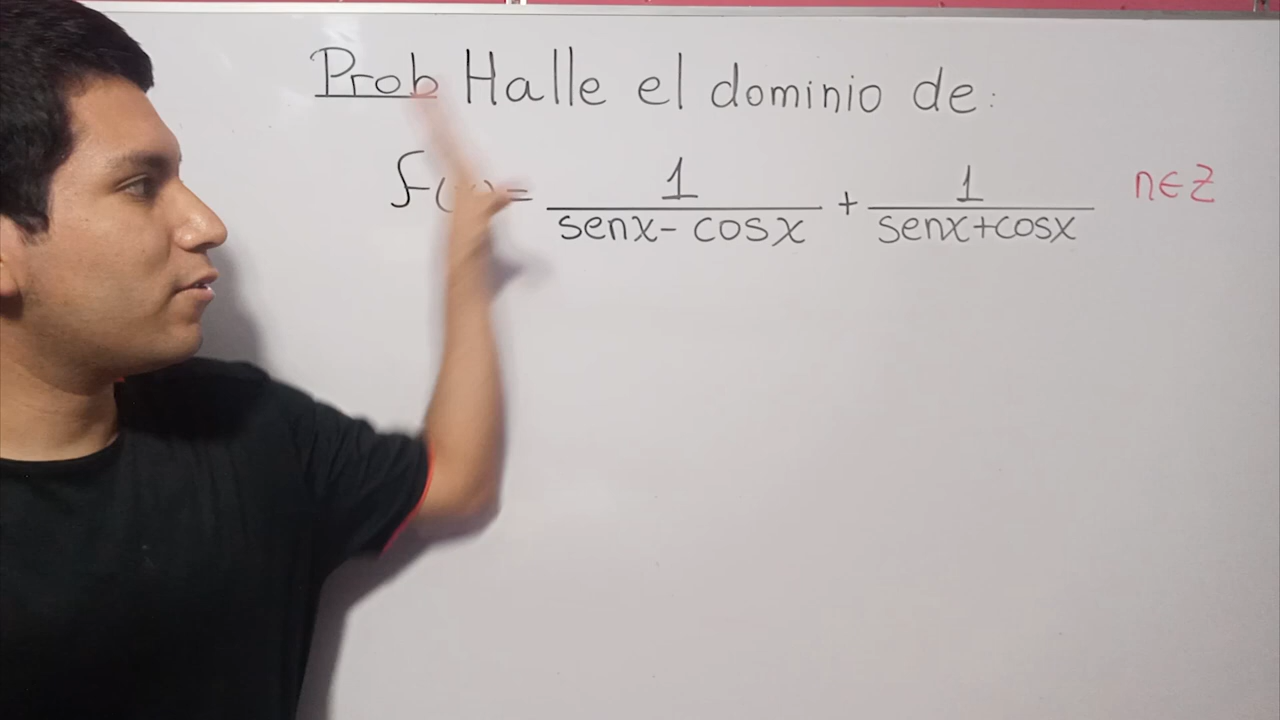 Prob Halle el dominio de:
f(x) = 1/(senx - cosx) + 1/(senx+cosx) n∈Z